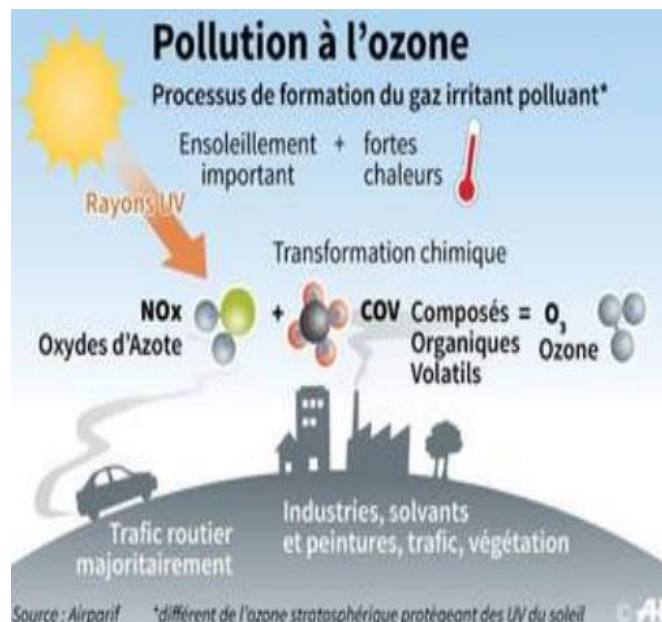 Pollution à l'ozone
Processus de formation du gaz irritant polluant*
Ensoleillement + fortes
important chaleurs
Rayons UV
Transformation chimique
NOx + COV Composés = O₃
Oxydes d'Azote Organiques Ozone
Volatils
Trafic routier
majoritairement
Industries, solvants
et peintures, trafic, végétation
Source : Airparif *différent de l'ozone stratosphérique protégeant des UV du soleil ©